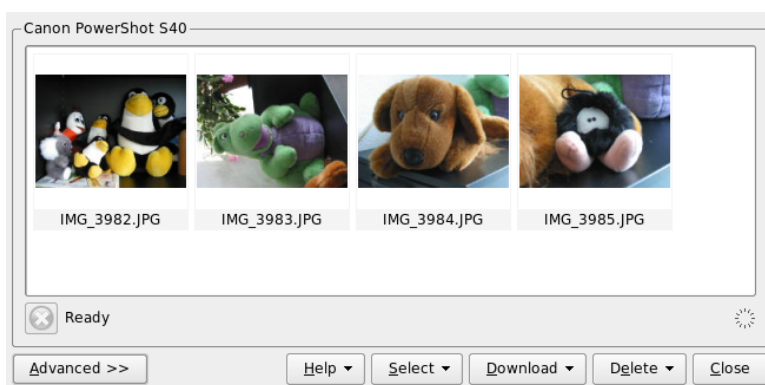 Canon PowerShot S40
IMG_3982.JPG IMG_3983.JPG IMG_3984.JPG IMG_3985.JPG
Ready
Advanced >> Help Select Download Delete Close